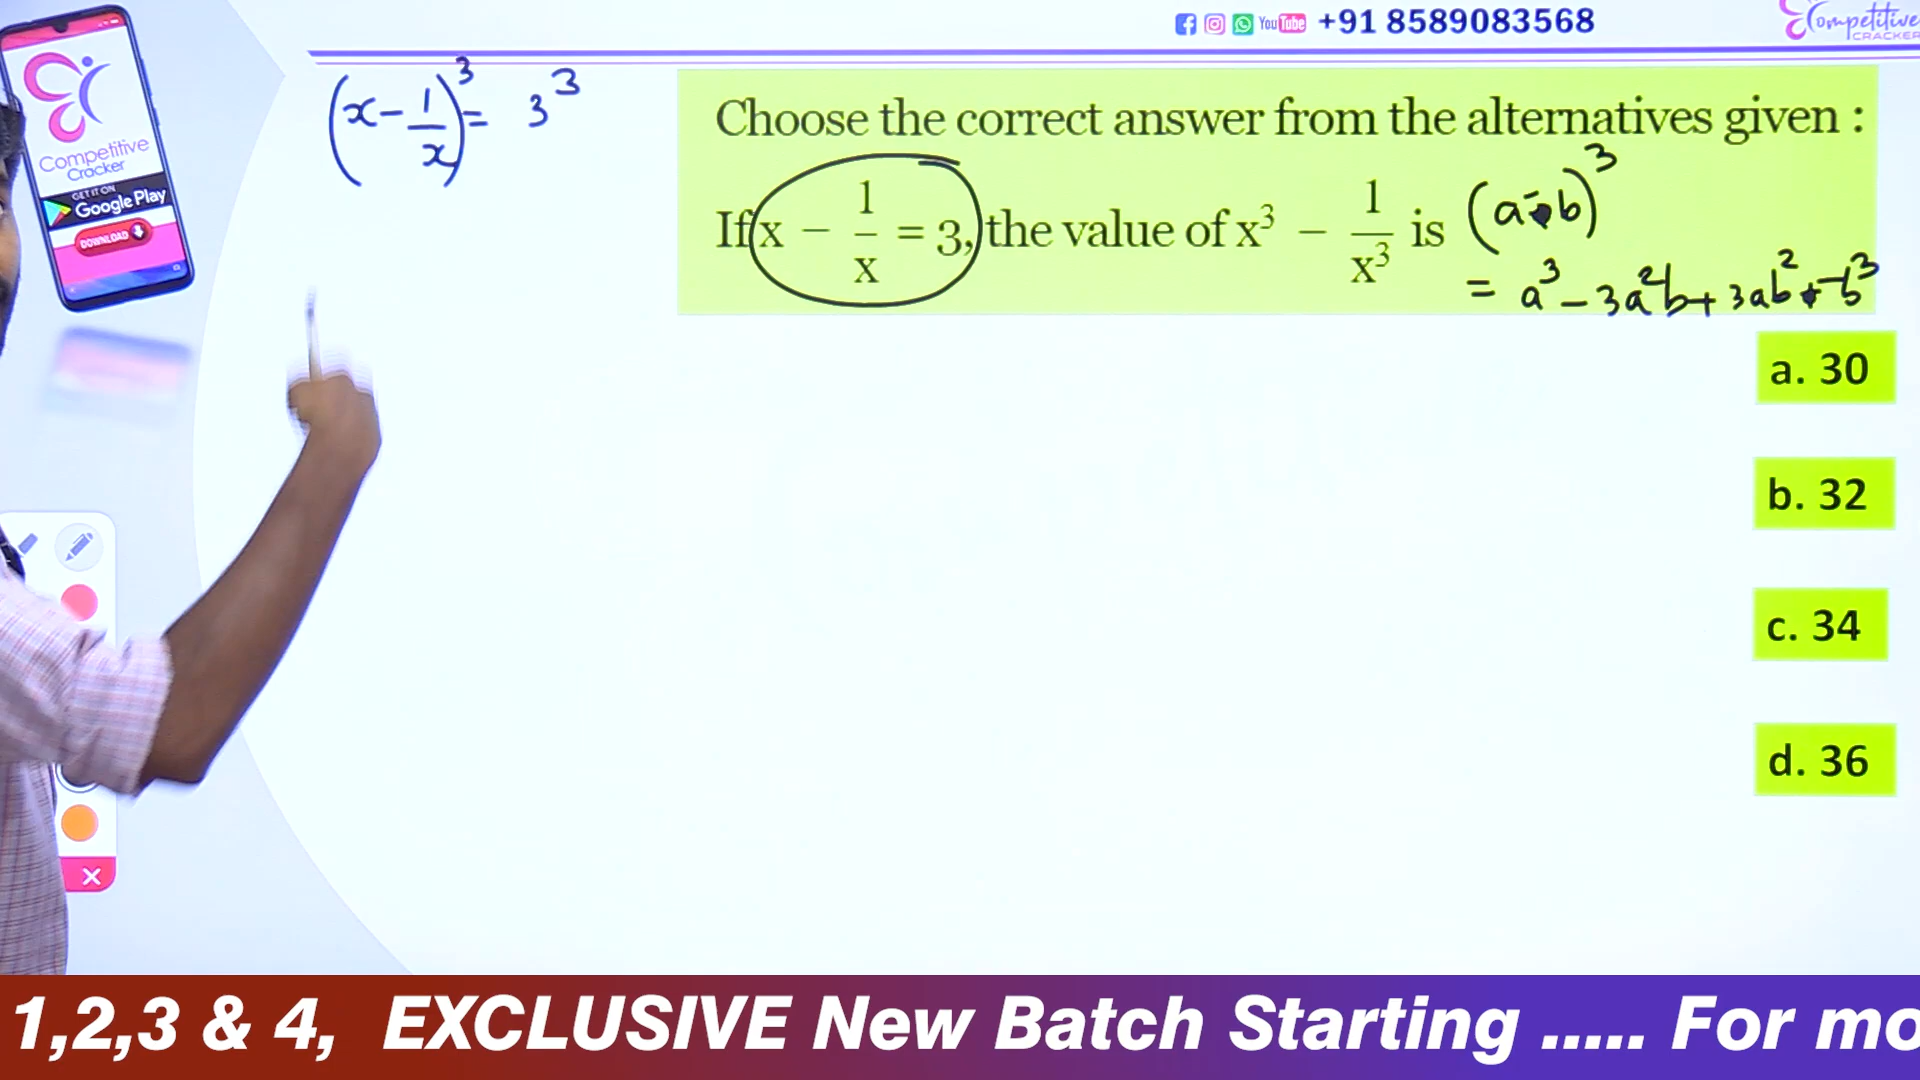 YouTube +91 8589083568
Competitive
CRACKER
Competitive
Cracker
GET IT ON
Google Play
DOWNLOAD
(x - 1/x)³ = 3³
Choose the correct answer from the alternatives given :
If x − 1/x = 3, the value of x³ − 1/x³ is
(a-b)³
= a³ - 3a²b + 3ab² - b³
a. 30
b. 32
c. 34
d. 36
1,2,3 & 4, EXCLUSIVE New Batch Starting ..... For mo